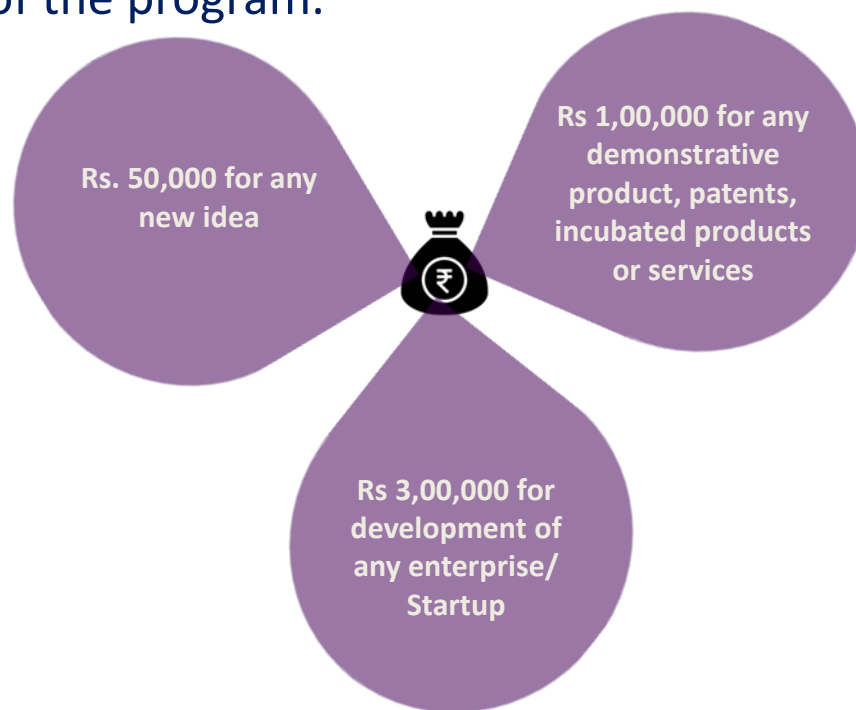 of the program.
Rs. 50,000 for any
new idea
Rs 1,00,000 for any
demonstrative
product, patents,
incubated products
or services
₹
Rs 3,00,000 for
development of
any enterprise/
Startup